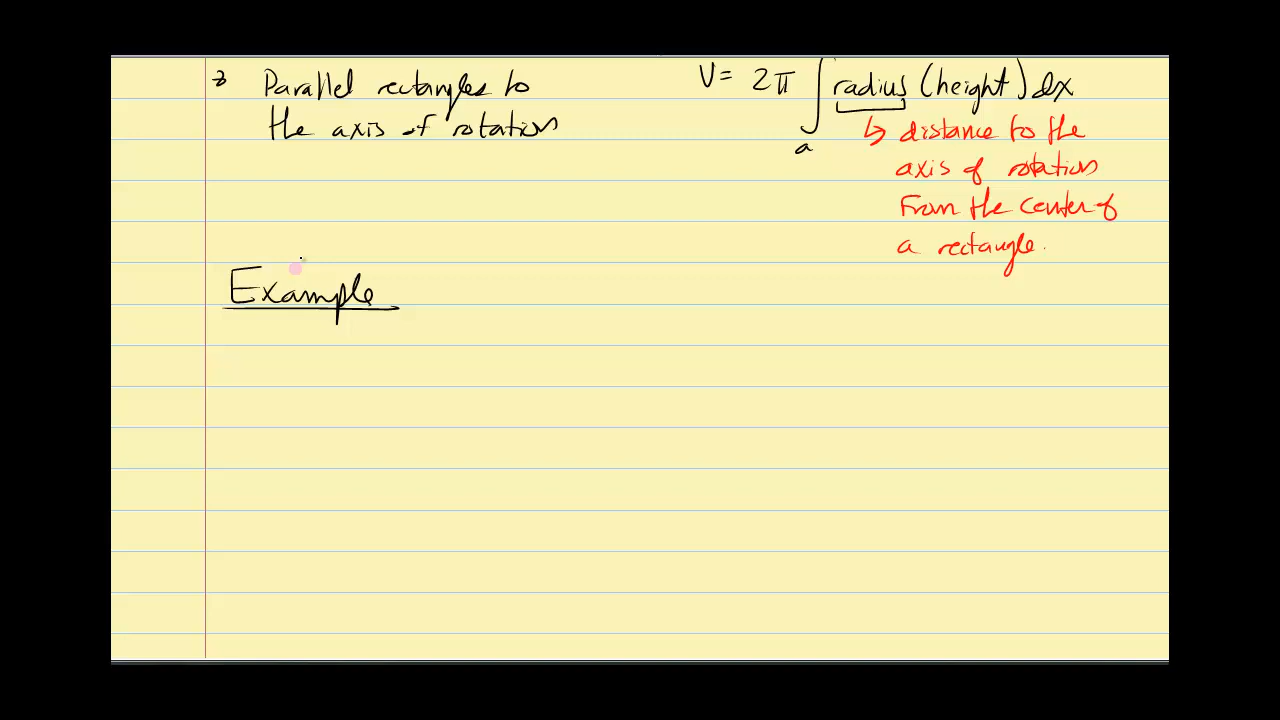 → Parallel rectangles to
the axis of rotation
V = 2π ∫ radius (height) dx
a
↳ distance to the
axis of rotation
From the center of
a rectangle.
Example